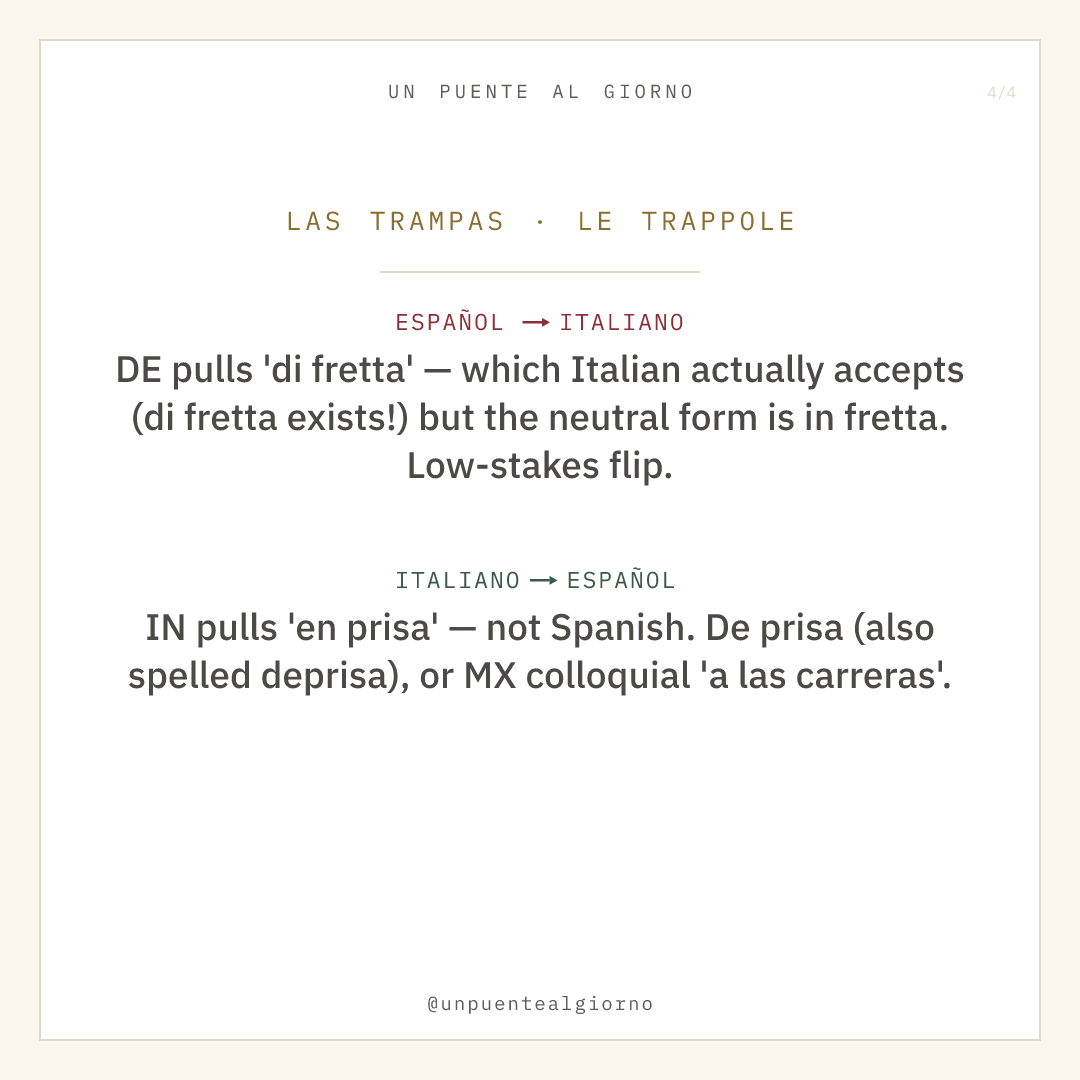 UN PUENTE AL GIORNO
4/4
LAS TRAMPAS · LE TRAPPOLE
ESPAÑOL → ITALIANO
DE pulls 'di fretta' — which Italian actually accepts
(di fretta exists!) but the neutral form is in fretta.
Low-stakes flip.
ITALIANO → ESPAÑOL
IN pulls 'en prisa' — not Spanish. De prisa (also
spelled deprisa), or MX colloquial 'a las carreras'.
@unpuentealgiorno